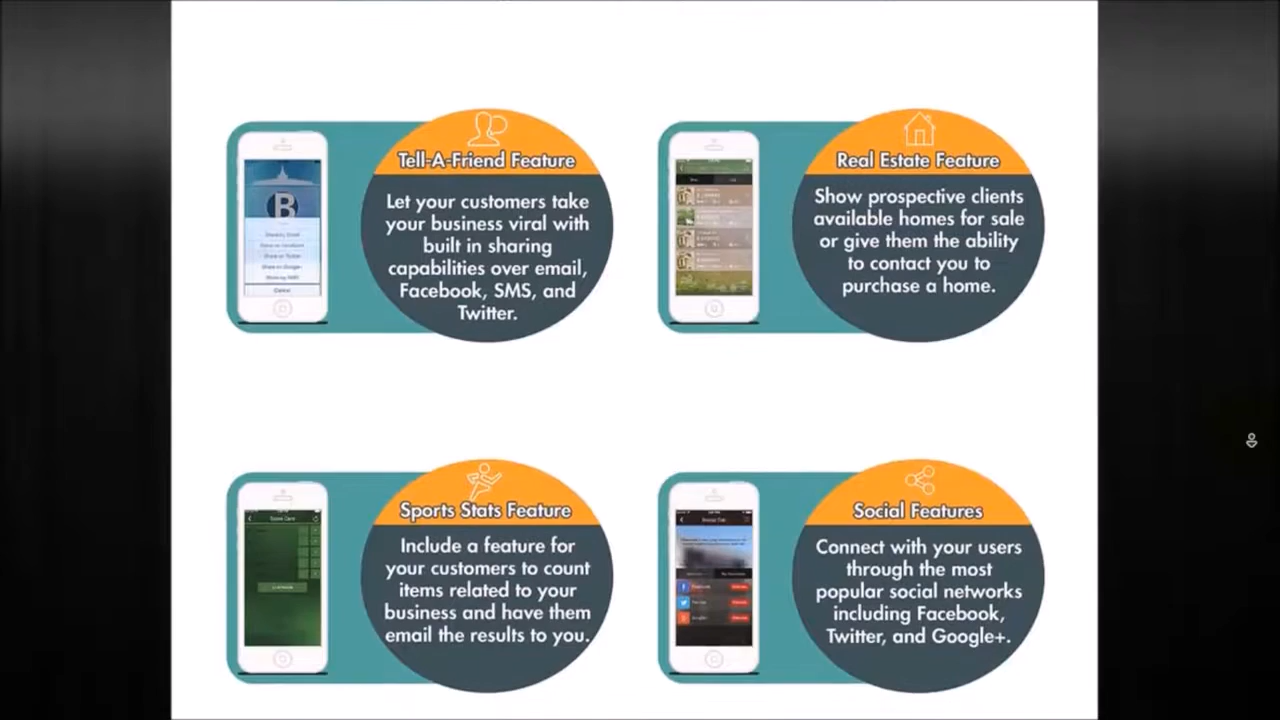 Tell-A-Friend Feature
Let your customers take
your business viral with
built in sharing
capabilities over email,
Facebook, SMS, and
Twitter.
B
Cancel
Real Estate Feature
Show prospective clients
available homes for sale
or give them the ability
to contact you to
purchase a home.
Sports Stats Feature
Include a feature for
your customers to count
items related to your
business and have them
email the results to you.
Social Features
Connect with your users
through the most
popular social networks
including Facebook,
Twitter, and Google+.